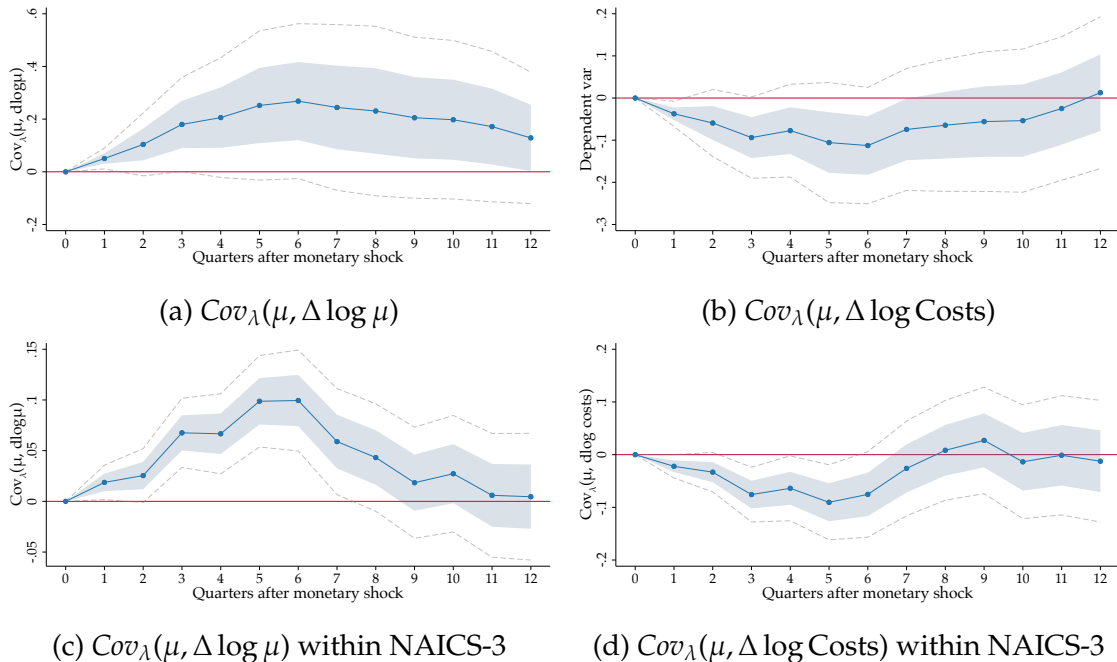 Cov_λ(μ, dlogμ)
.6
.4
.2
0
-.2
0 1 2 3 4 5 6 7 8 9 10 11 12
Quarters after monetary shock
(a) Cov_λ(μ, Δ log μ)
Dependent var
.2
.1
0
-.1
-.2
-.3
0 1 2 3 4 5 6 7 8 9 10 11 12
Quarters after monetary shock
(b) Cov_λ(μ, Δ log Costs)
Cov_λ(μ, dlogμ)
.15
.1
.05
0
-.05
0 1 2 3 4 5 6 7 8 9 10 11 12
Quarters after monetary shock
(c) Cov_λ(μ, Δ log μ) within NAICS-3
Cov_λ(μ, dlog costs)
.2
.1
0
-.1
-.2
0 1 2 3 4 5 6 7 8 9 10 11 12
Quarters after monetary shock
(d) Cov_λ(μ, Δ log Costs) within NAICS-3